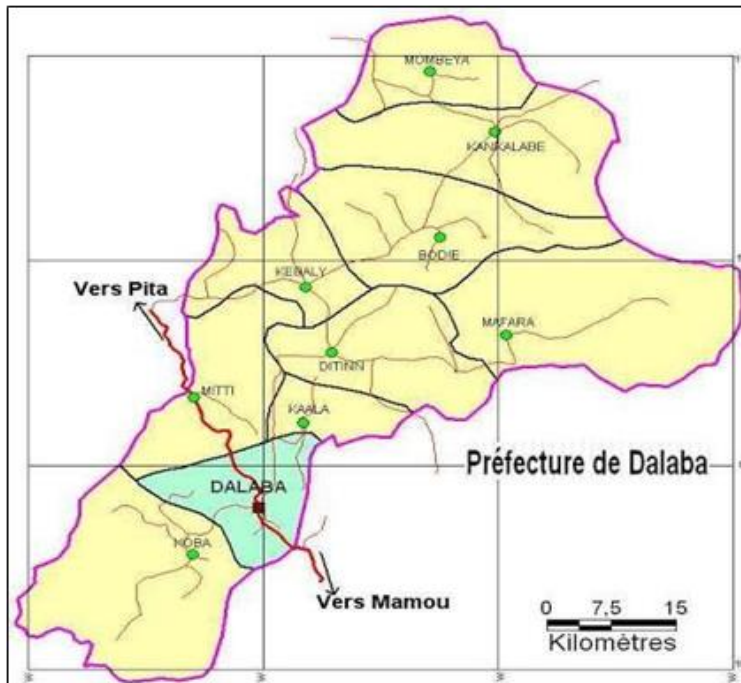 MOMBEYA
KANKALABE
BODIE
KEBALY
Vers Pita
MAFARA
DITINN
MITTI
KAALA
Préfecture de Dalaba
DALABA
KOBA
Vers Mamou
0 7,5 15
Kilomètres